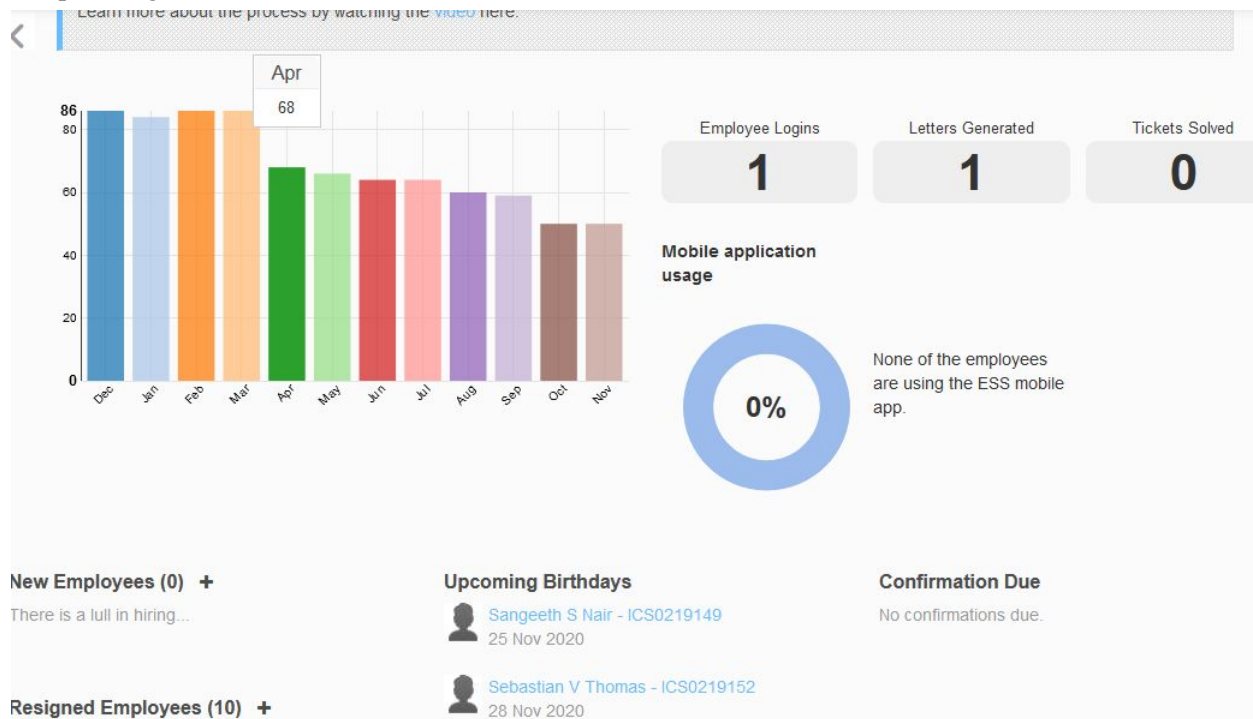 Learn more about the process by watching the video here.
Apr
68
86
80
60
40
20
0
Dec
Jan
Feb
Mar
Apr
May
Jun
Jul
Aug
Sep
Oct
Nov
Employee Logins
1
Letters Generated
1
Tickets Solved
0
Mobile application
usage
0%
None of the employees
are using the ESS mobile
app.
New Employees (0) +
There is a lull in hiring...
Resigned Employees (10) +
Upcoming Birthdays
Sangeeth S Nair - ICS0219149
25 Nov 2020
Sebastian V Thomas - ICS0219152
28 Nov 2020
Confirmation Due
No confirmations due.